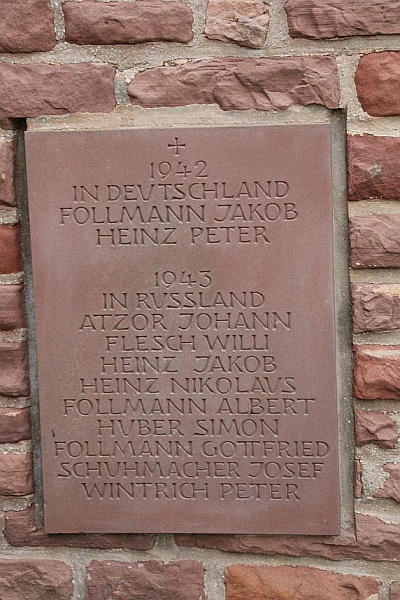 1942
IN DEUTSCHLAND
FOLLMANN JAKOB
HEINZ PETER
1943
IN RUSSLAND
ATZOR JOHANN
FLESCH WILLI
HEINZ JAKOB
HEINZ NIKOLAUS
FOLLMANN ALBERT
HUBER SIMON
FOLLMANN GOTTFRIED
SCHUHMACHER JOSEF
WINTRICH PETER